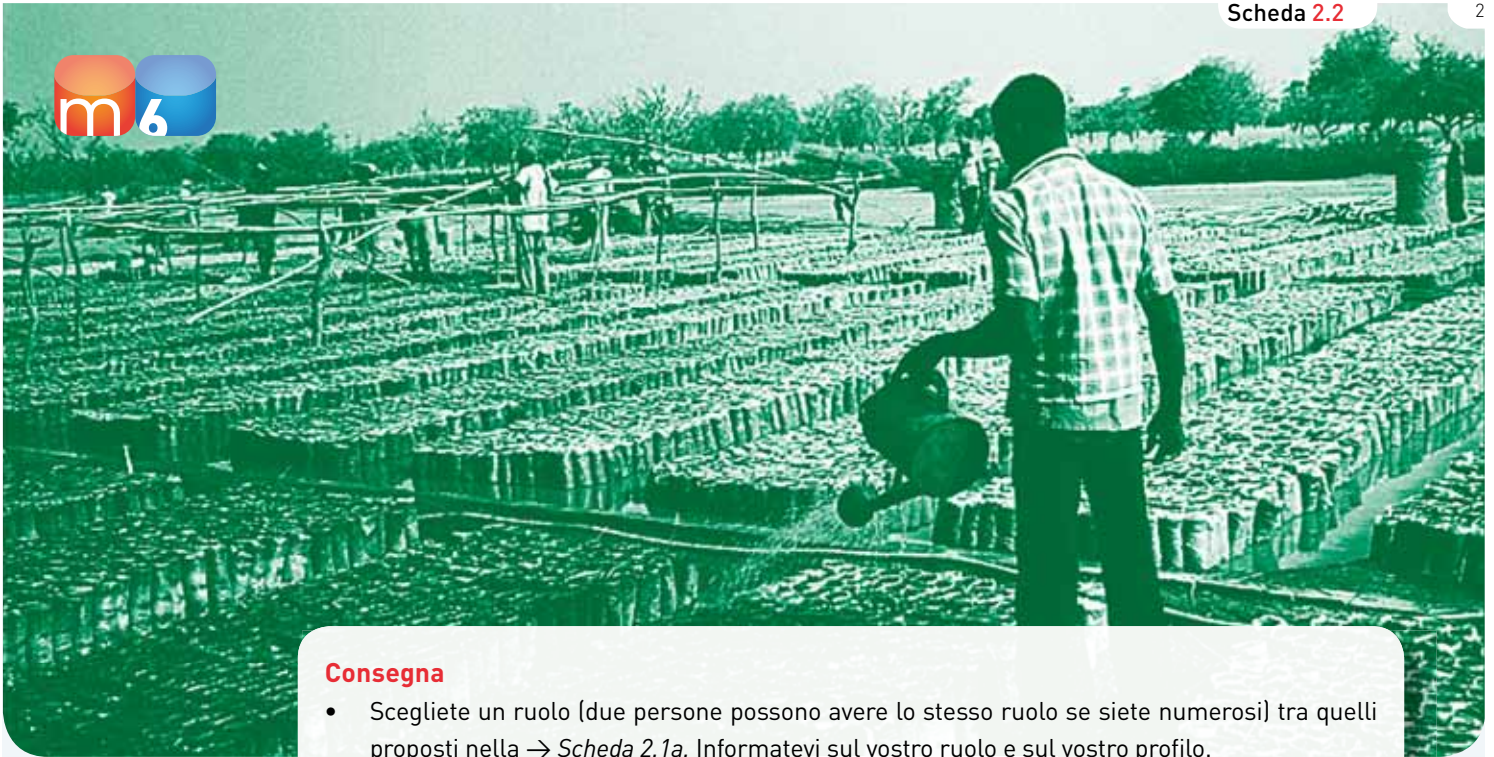 Scheda 2.2
2
m6
Consegna
• Scegliete un ruolo (due persone possono avere lo stesso ruolo se siete numerosi) tra quelli
proposti nella → Scheda 2.1a. Informatevi sul vostro ruolo e sul vostro profilo.